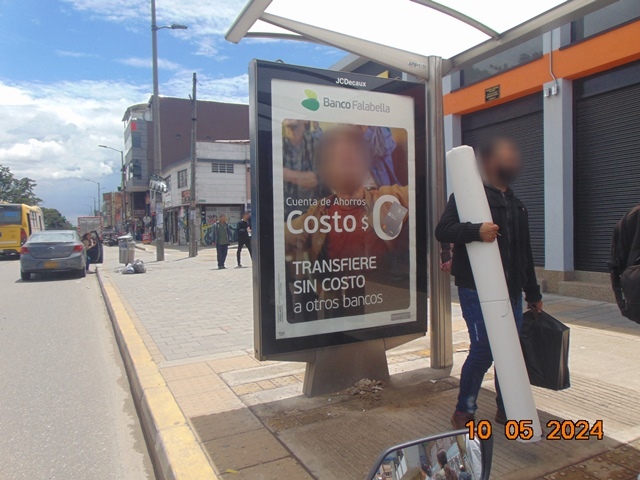 JCDecaux
Banco Falabella
Cuenta de Ahorros
Costo $0
TRANSFIERE
SIN COSTO
a otros bancos
10 05 2024